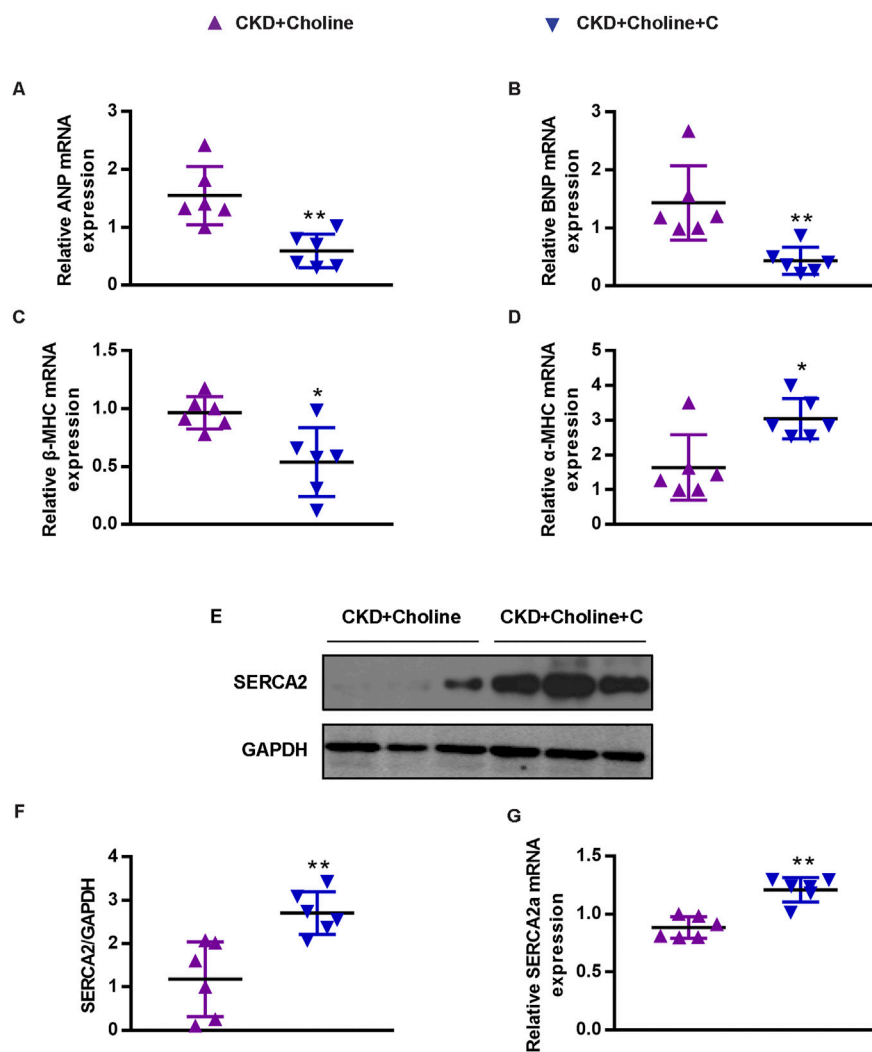 CKD+Choline
CKD+Choline+C
A
Relative ANP mRNA
expression
3
2
1
0
**
B
Relative BNP mRNA
expression
3
2
1
0
**
C
Relative β-MHC mRNA
expression
1.5
1.0
0.5
0.0
*
D
Relative α-MHC mRNA
expression
5
4
3
2
1
0
*
E
CKD+Choline
CKD+Choline+C
SERCA2
GAPDH
F
SERCA2/GAPDH
4
3
2
1
0
**
G
Relative SERCA2a mRNA
expression
1.5
1.0
0.5
0.0
**